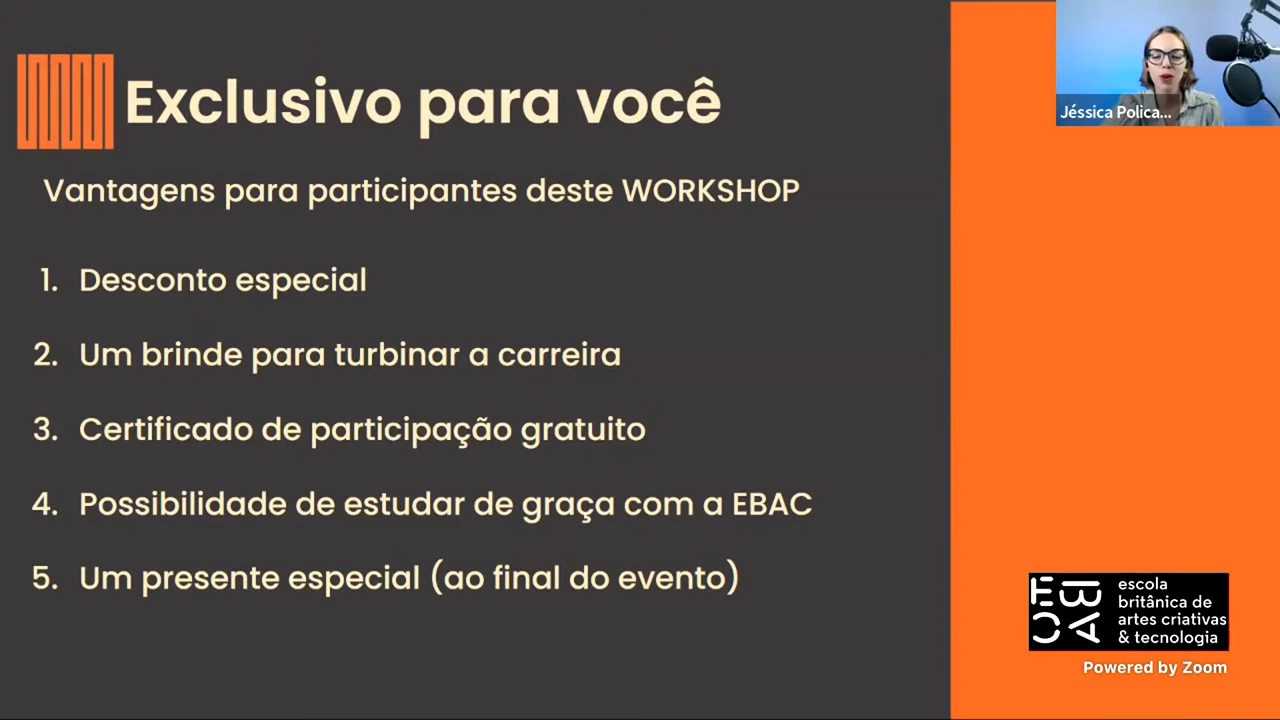 Exclusivo para você
Vantagens para participantes deste WORKSHOP
1. Desconto especial
2. Um brinde para turbinar a carreira
3. Certificado de participação gratuito
4. Possibilidade de estudar de graça com a EBAC
5. Um presente especial (ao final do evento)
Jéssica Polica...
EBAC
escola
britânica de
artes criativas
& tecnologia
Powered by Zoom